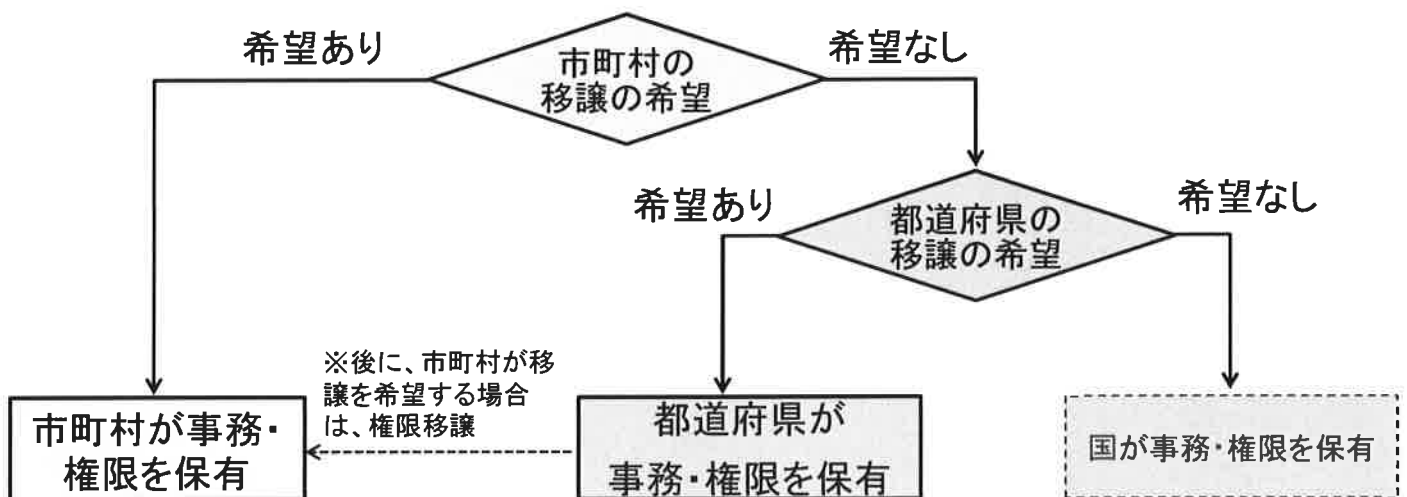 希望あり
市町村の
移譲の希望
希望なし
希望あり
都道府県の
移譲の希望
希望なし
※後に、市町村が移
譲を希望する場合
は、権限移譲
市町村が事務・
権限を保有
都道府県が
事務・権限を保有
国が事務・権限を保有